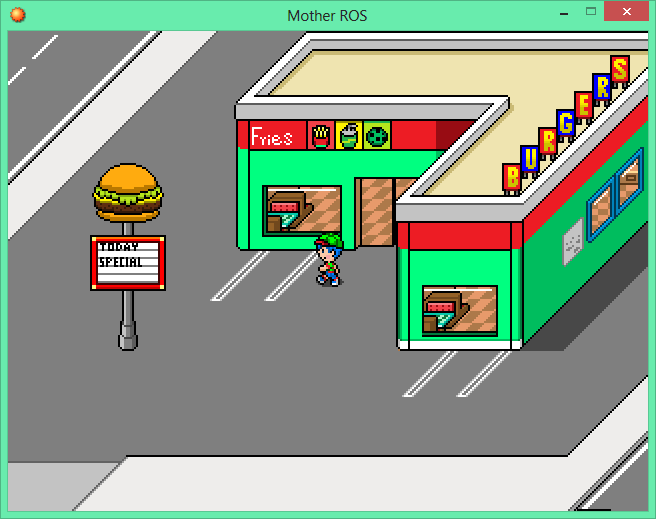 Mother ROS
BURGERS
Fries
TODAY
SPECIAL